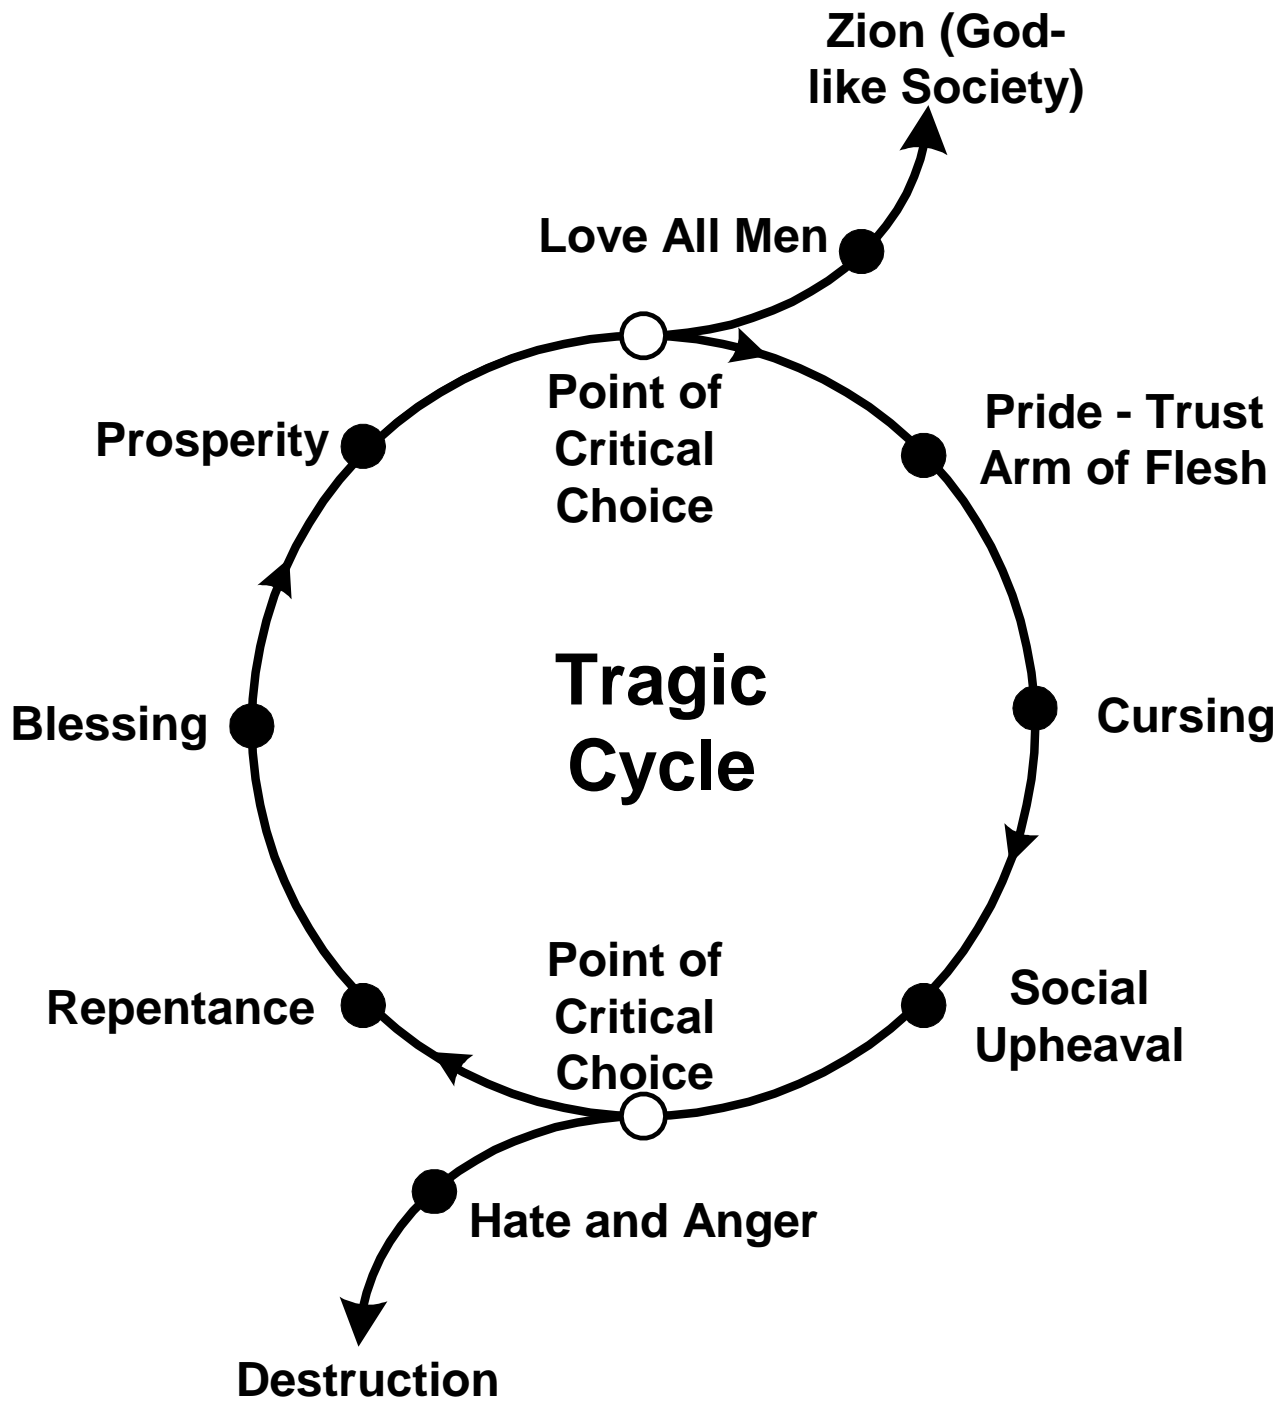 Zion (God-
like Society)
Love All Men
Point of
Critical
Choice
Pride - Trust
Arm of Flesh
Prosperity
Tragic
Cycle
Blessing
Cursing
Point of
Critical
Choice
Social
Upheaval
Repentance
Hate and Anger
Destruction